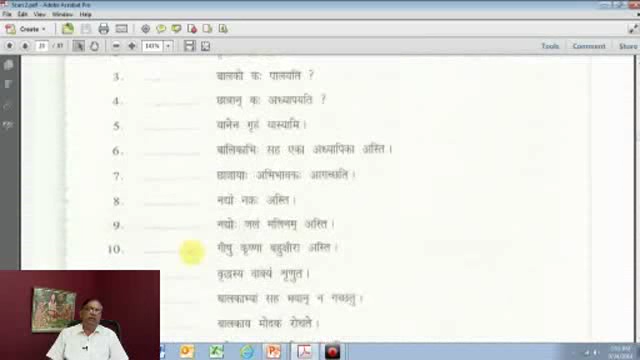 Scan2.pdf - Adobe Acrobat Pro
File Edit View Window Help
Create
141%
Tools Comment Share
3. बालकौ कः पालयति ?
4. छात्रान् कः अध्यापयति ?
5. यानेन गृहं यास्यामि ।
6. बालिकाभिः सह एका अध्यापिका अस्ति ।
7. छात्रायाः अभिभावकः आगच्छति ।
8. नद्यो नक्रः अस्ति ।
9. नद्योः जलं मलिनम् अस्ति ।
10. गोषु कृष्णा बहुक्षीरा अस्ति ।
वृद्धस्य वाक्यं शृणुत ।
बालकाभ्यां सह भवान् न गच्छतु ।
बालकाय मोदकं रोचते ।